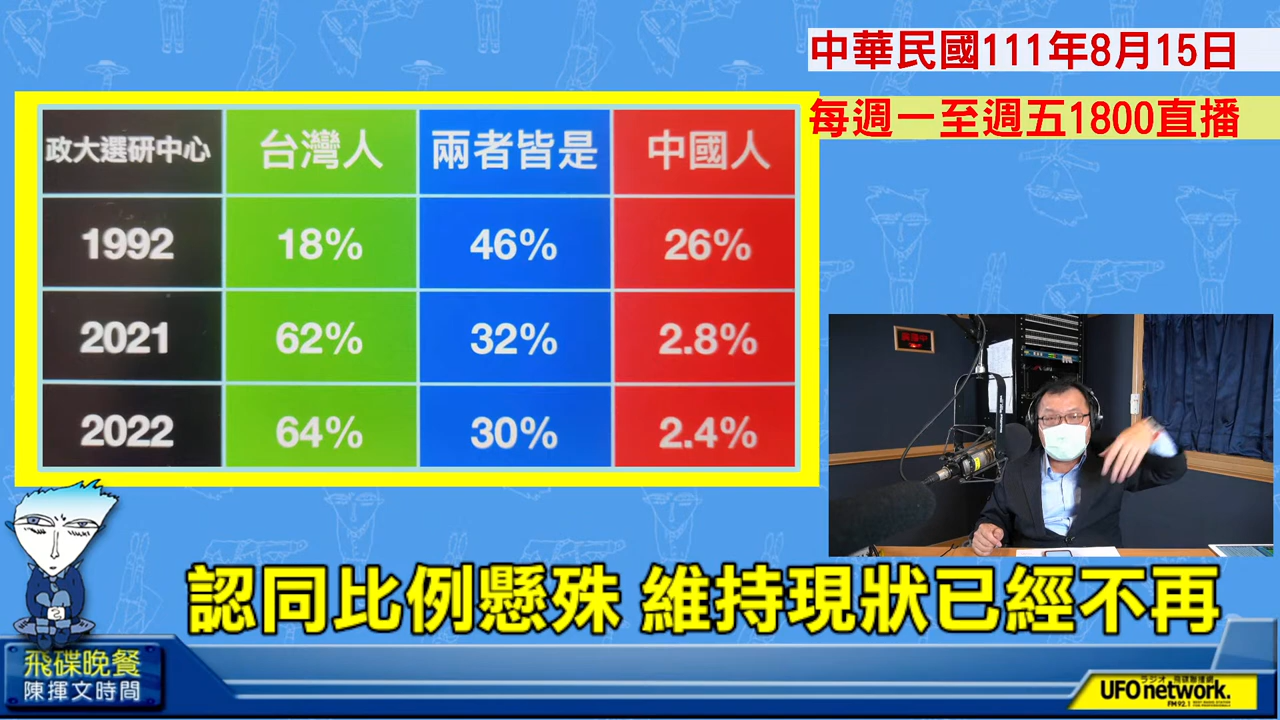 中華民國111年8月15日
每週一至週五1800直播
政大選研中心 台灣人 兩者皆是 中國人
1992 18% 46% 26%
2021 62% 32% 2.8%
2022 64% 30% 2.4%
認同比例懸殊 維持現狀已經不再
飛碟晚餐
陳揮文時間
UFO network.
FM92.1